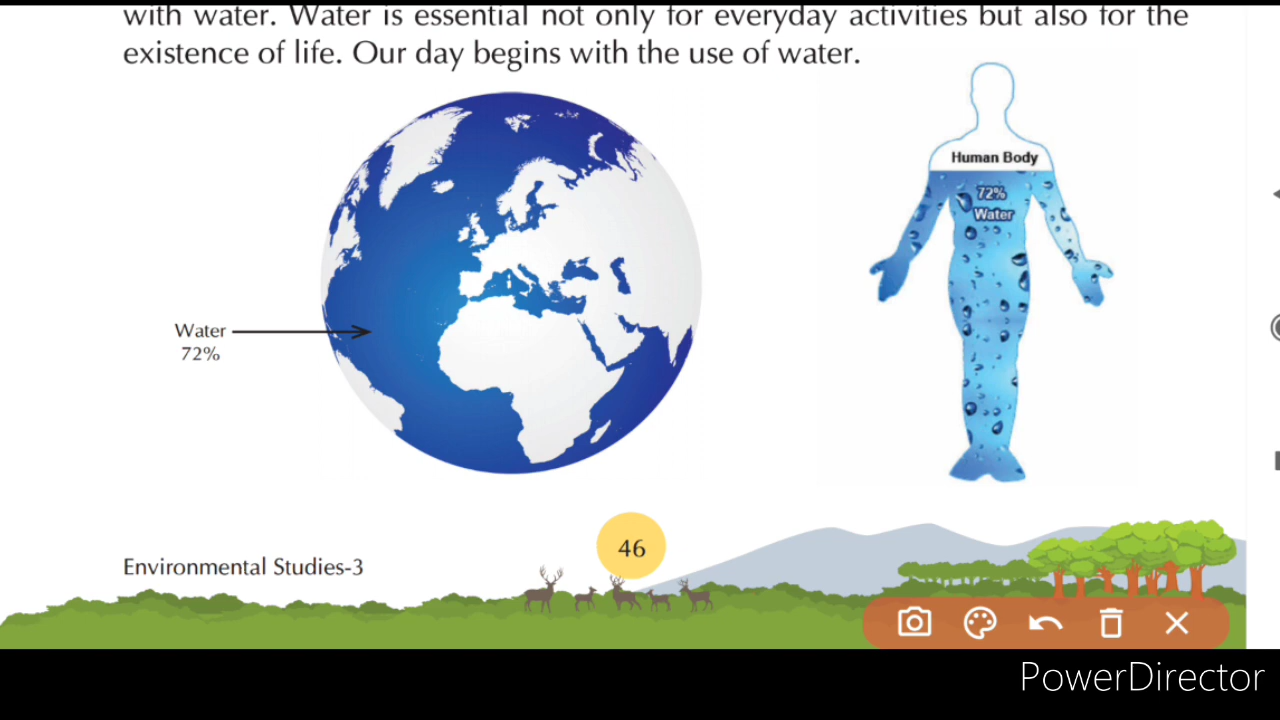 with water. Water is essential not only for everyday activities but also for the
existence of life. Our day begins with the use of water.
Human Body
72%
Water
Water
72%
46
Environmental Studies-3
PowerDirector